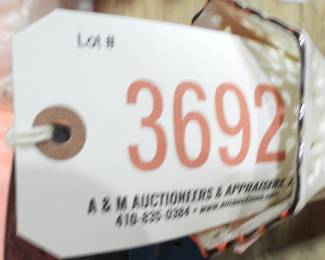 Lot #
3692
A & M AUCTIONEERS & APPRAISERS
410-835-0384 •